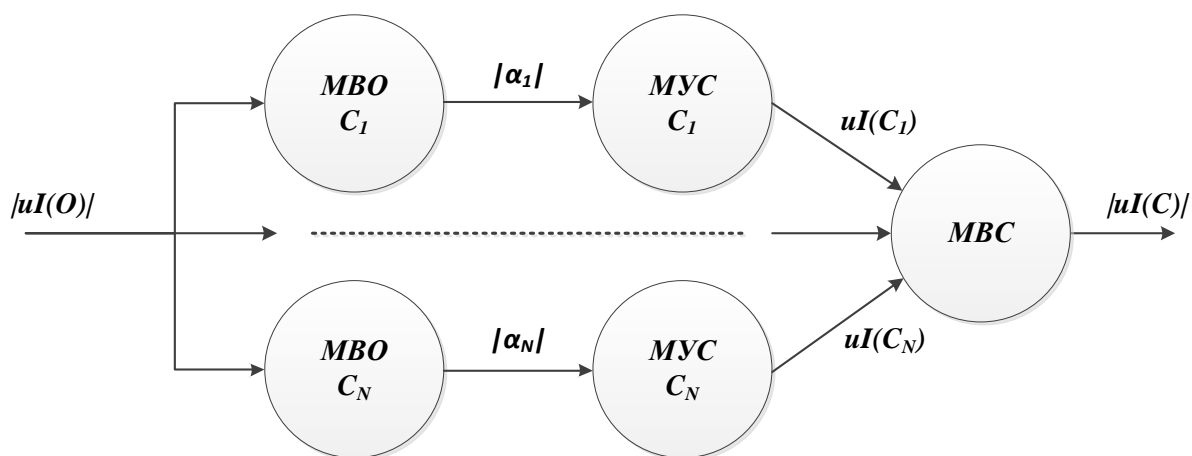 МВО
C₁
|α₁|
МУС
C₁
uI(C₁)
|uI(O)|
МВС
|uI(C)|
МВО
Cₙ
|αₙ|
МУС
Cₙ
uI(Cₙ)